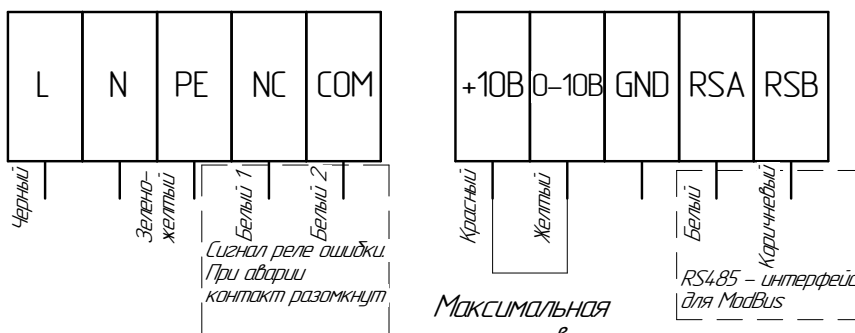 L N PE NC COM
+10В 0-10В GND RSA RSB
Черный
Зелено-
желтый
Белый 1
Белый 2
Красный
Желтый
Белый
Коричневый
Сигнал реле ошибки.
При аварии
контакт разомкнут
RS485 – интерфейс
для ModBus
Максимальная